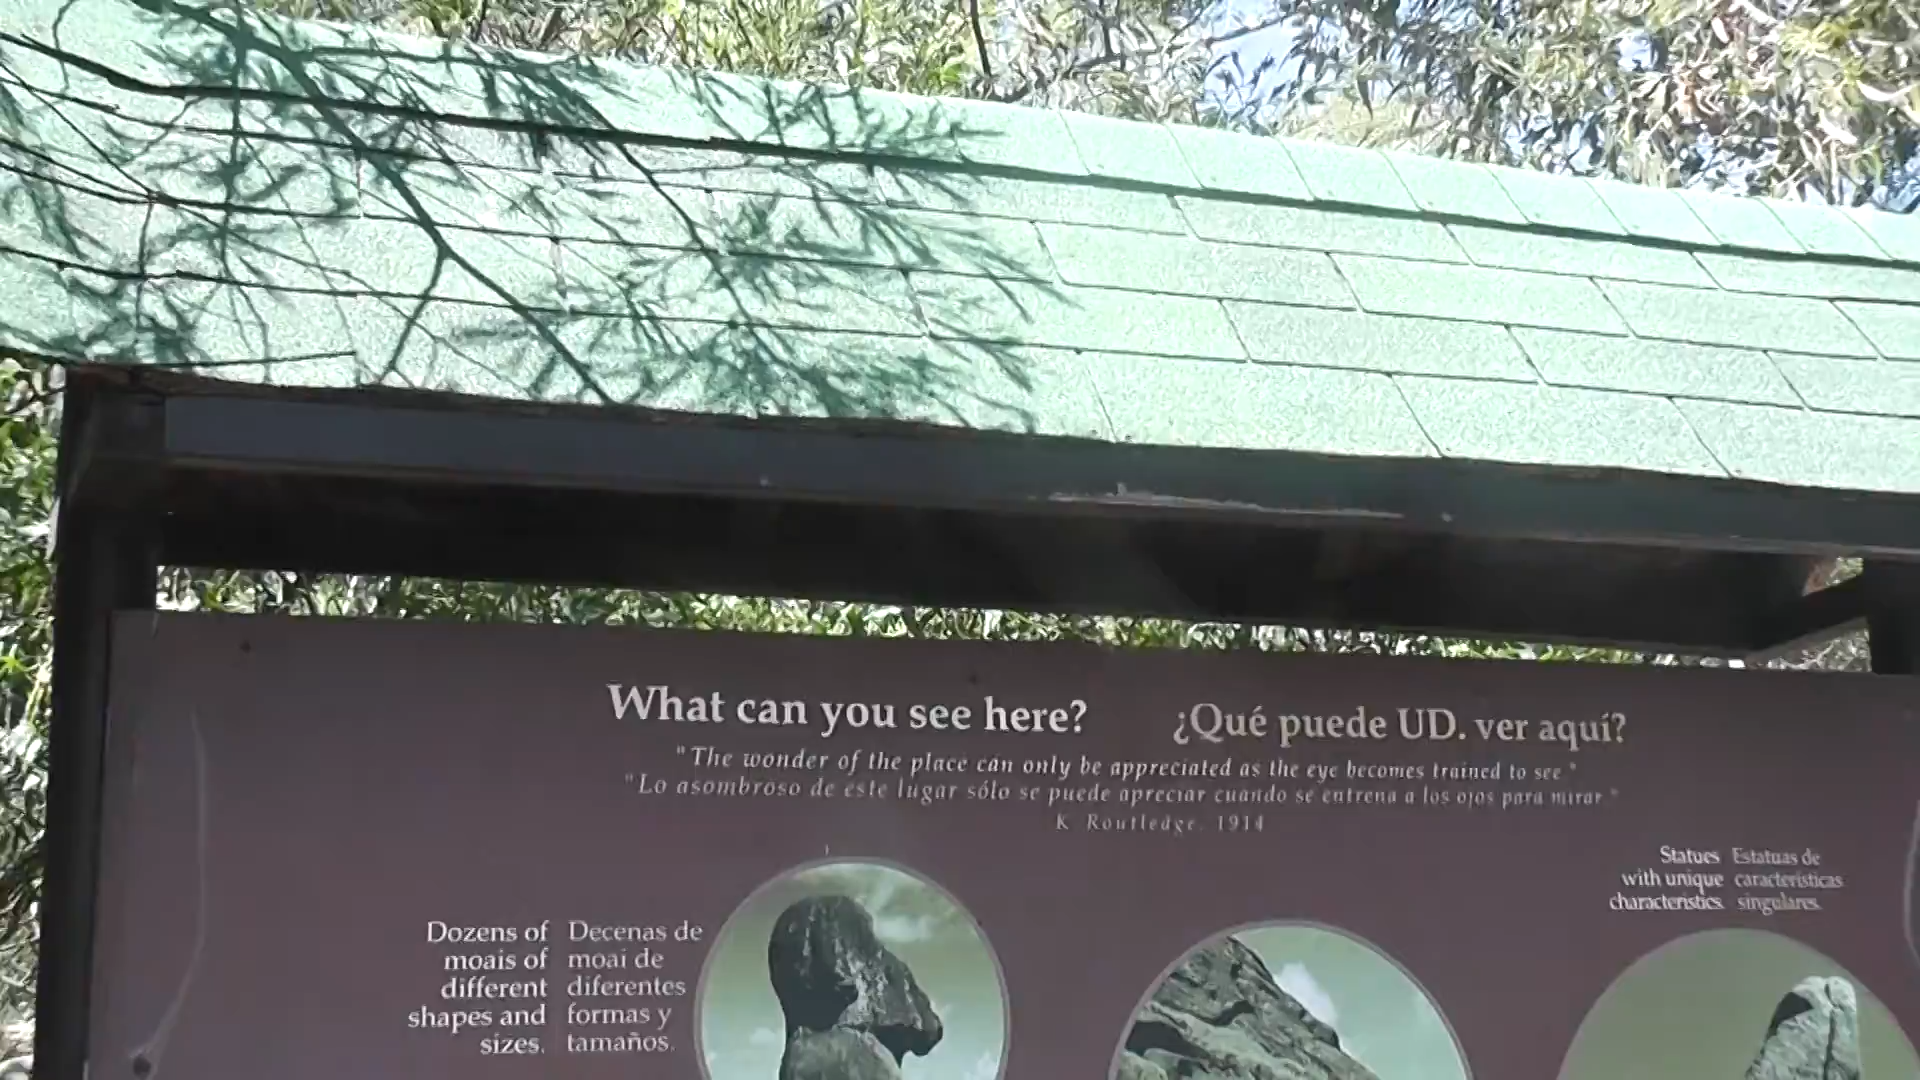 What can you see here?
¿Qué puede UD. ver aquí?
"The wonder of the place can only be appreciated as the eye becomes trained to see."
"Lo asombroso de este lugar sólo se puede apreciar cuando se entrena a los ojos para mirar."
K. Routledge, 1914
Dozens of
moais of
different
shapes and
sizes.
Decenas de
moai de
diferentes
formas y
tamaños.
Statues
with unique
characteristics.
Estatuas de
características
singulares.